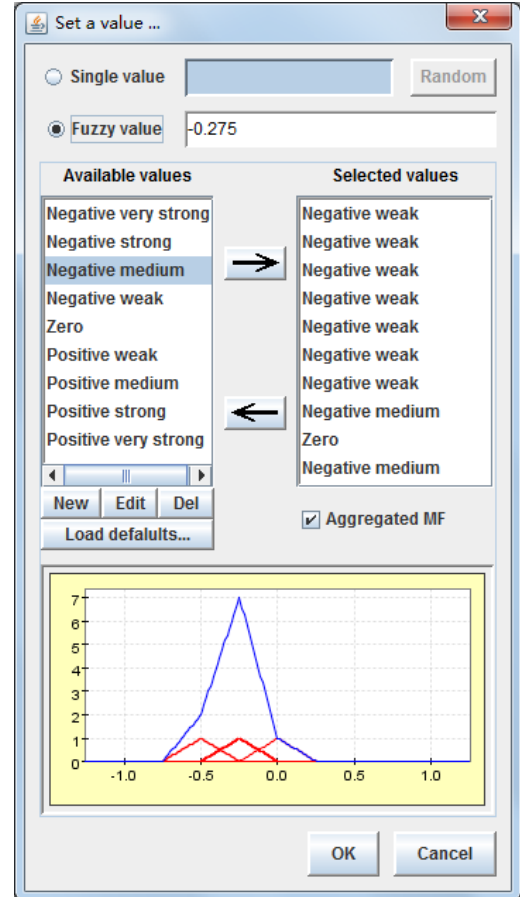 Set a value ...
Single value
Random
Fuzzy value
-0.275
Available values
Selected values
Negative very strong
Negative strong
Negative medium
Negative weak
Zero
Positive weak
Positive medium
Positive strong
Positive very strong
Negative weak
Negative weak
Negative weak
Negative weak
Negative weak
Negative weak
Negative weak
Negative medium
Zero
Negative medium
New Edit Del
Load defalults...
Aggregated MF
7
6
5
4
3
2
1
0
-1.0 -0.5 0.0 0.5 1.0
OK Cancel